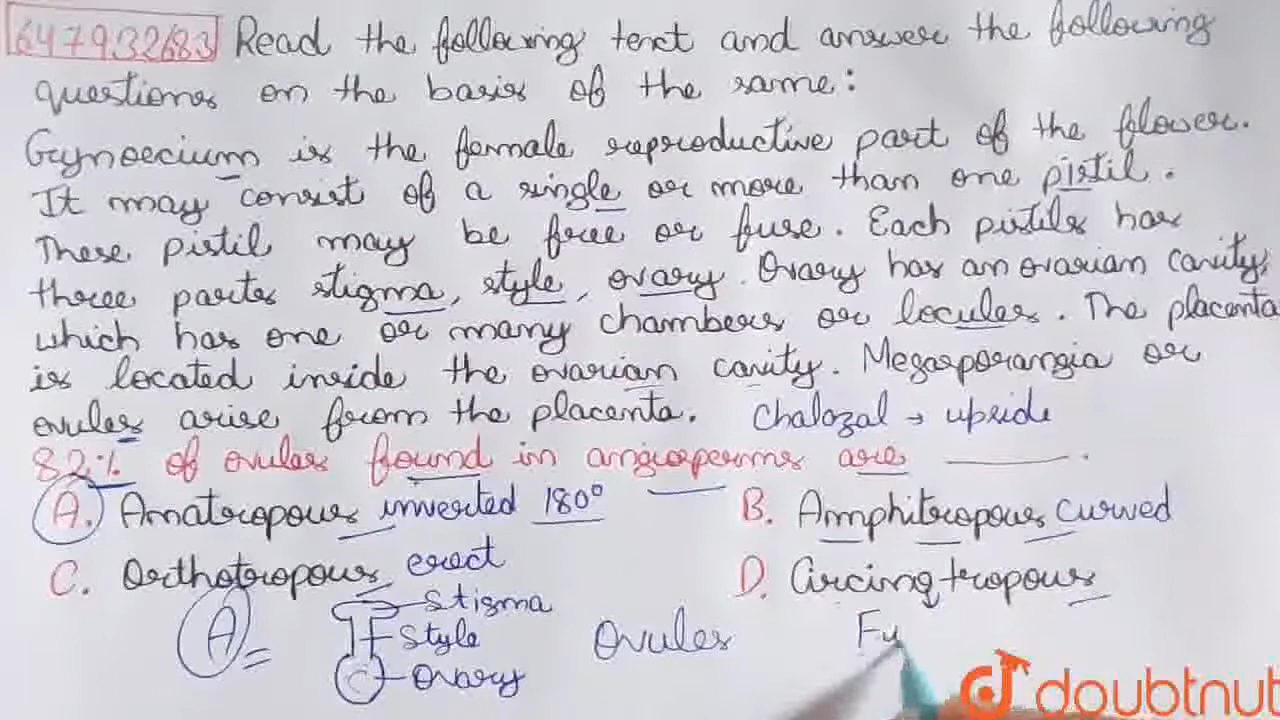 647932683 Read the following text and answer the following
questions on the basis of the same:
Gynoecium is the female reproductive part of the flower.
It may consist of a single or more than one pistil.
These pistil may be free or fuse. Each pistils has
three parts stigma, style, ovary. Ovary has an ovarian cavity,
which has one or many chambers or locules. The placenta
is located inside the ovarian cavity. Megasporangia or
ovules arise from the placenta. Chalazal → upside
82% of ovules found in angiosperms are ______.
A. Anatropous inverted 180° B. Amphitropous curved
C. Orthotropous erect D. Circinotropous
A = Stigma
Style Ovules Fu
Ovary
doubtnut